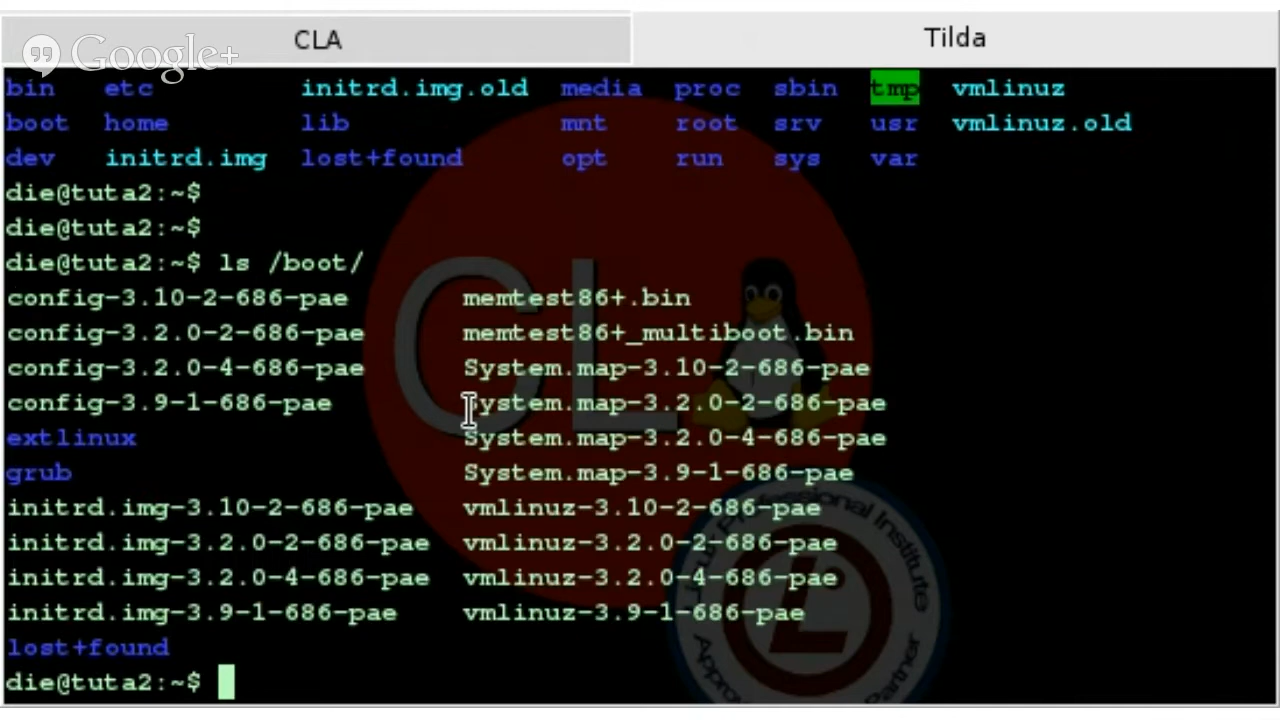 CLA
Tilda
Google+
bin etc initrd.img.old media proc sbin tmp vmlinuz
boot home lib mnt root srv usr vmlinuz.old
dev initrd.img lost+found opt run sys var
die@tuta2:~$
die@tuta2:~$
die@tuta2:~$ ls /boot/
config-3.10-2-686-pae memtest86+.bin
config-3.2.0-2-686-pae memtest86+_multiboot.bin
config-3.2.0-4-686-pae System.map-3.10-2-686-pae
config-3.9-1-686-pae System.map-3.2.0-2-686-pae
extlinux System.map-3.2.0-4-686-pae
grub System.map-3.9-1-686-pae
initrd.img-3.10-2-686-pae vmlinuz-3.10-2-686-pae
initrd.img-3.2.0-2-686-pae vmlinuz-3.2.0-2-686-pae
initrd.img-3.2.0-4-686-pae vmlinuz-3.2.0-4-686-pae
initrd.img-3.9-1-686-pae vmlinuz-3.9-1-686-pae
lost+found
die@tuta2:~$
CL
Professional Institute
Partner